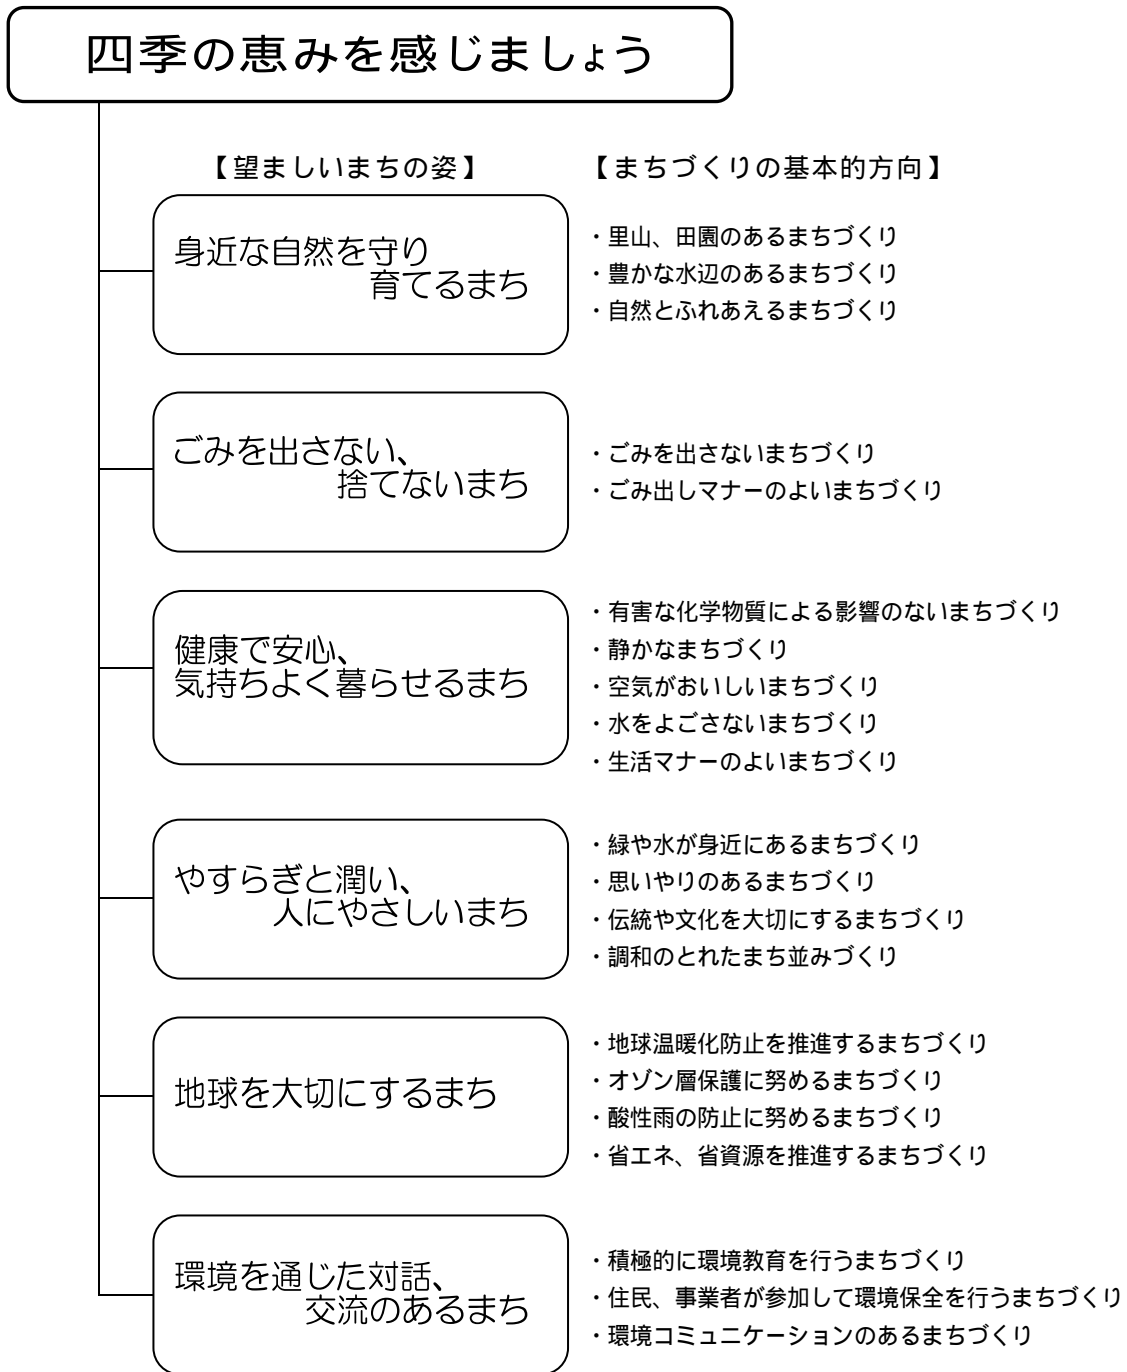 四季の恵みを感じましょう
【望ましいまちの姿】 【まちづくりの基本的方向】
身近な自然を守り
育てるまち
・里山、田園のあるまちづくり
・豊かな水辺のあるまちづくり
・自然とふれあえるまちづくり
ごみを出さない、
捨てないまち
・ごみを出さないまちづくり
・ごみ出しマナーのよいまちづくり
健康で安心、
気持ちよく暮らせるまち
・有害な化学物質による影響のないまちづくり
・静かなまちづくり
・空気がおいしいまちづくり
・水をよごさないまちづくり
・生活マナーのよいまちづくり
やすらぎと潤い、
人にやさしいまち
・緑や水が身近にあるまちづくり
・思いやりのあるまちづくり
・伝統や文化を大切にするまちづくり
・調和のとれたまち並みづくり
地球を大切にするまち
・地球温暖化防止を推進するまちづくり
・オゾン層保護に努めるまちづくり
・酸性雨の防止に努めるまちづくり
・省エネ、省資源を推進するまちづくり
環境を通じた対話、
交流のあるまち
・積極的に環境教育を行うまちづくり
・住民、事業者が参加して環境保全を行うまちづくり
・環境コミュニケーションのあるまちづくり